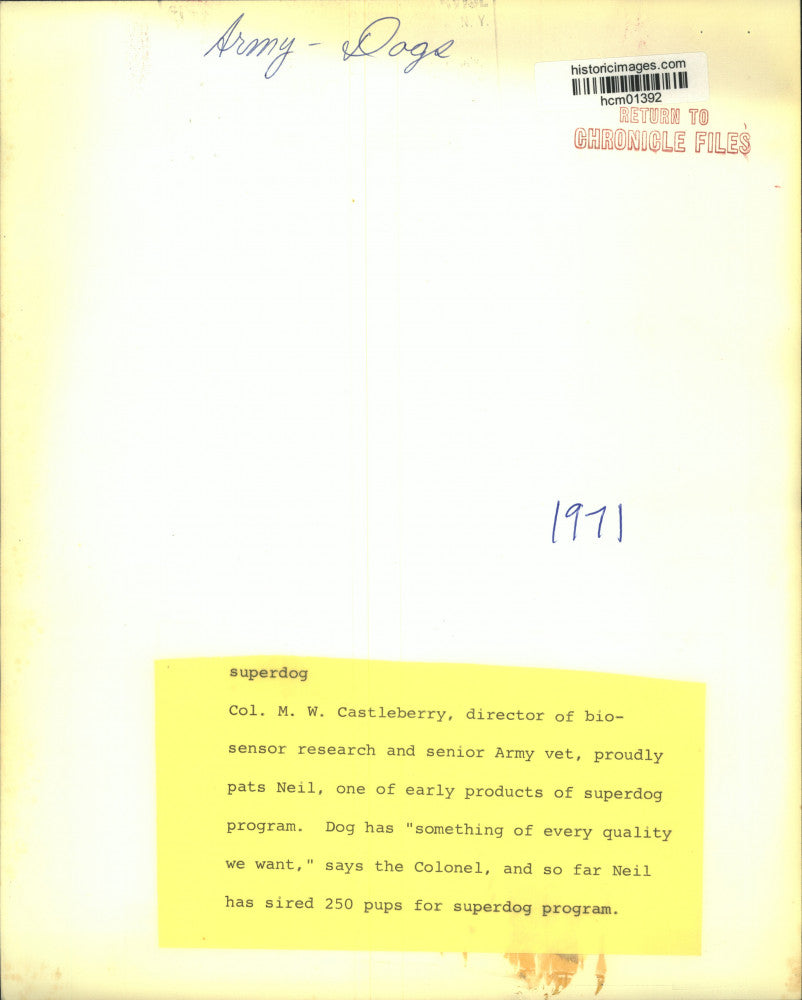 N. Y.
Army - Dogs
historicimages.com
hcm01392
RETURN TO
CHRONICLE FILES
1971
superdog
Col. M. W. Castleberry, director of bio-
sensor research and senior Army vet, proudly
pats Neil, one of early products of superdog
program. Dog has "something of every quality
we want," says the Colonel, and so far Neil
has sired 250 pups for superdog program.